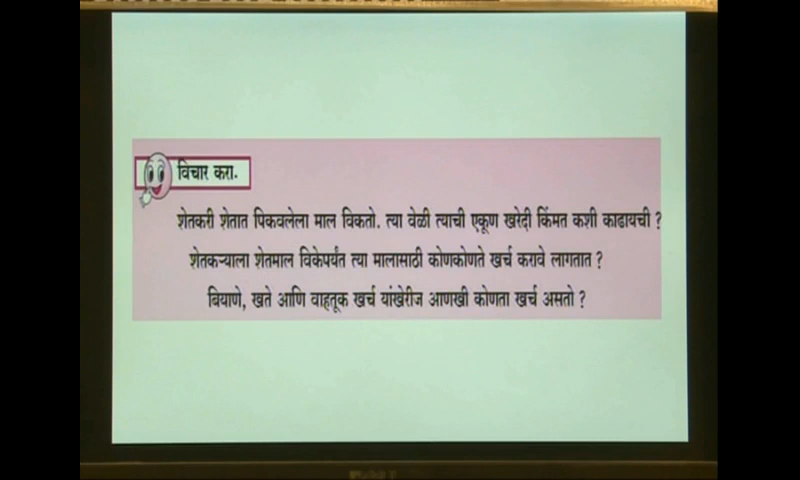 विचार करा.
शेतकरी शेतात पिकवलेला माल विकतो. त्या वेळी त्याची एकूण खरेदी किंमत कशी काढायची ?
शेतकऱ्याला शेतमाल विकेपर्यंत त्या मालासाठी कोणकोणते खर्च करावे लागतात ?
बियाणे, खते आणि वाहतूक खर्च यांखेरीज आणखी कोणता खर्च असतो ?